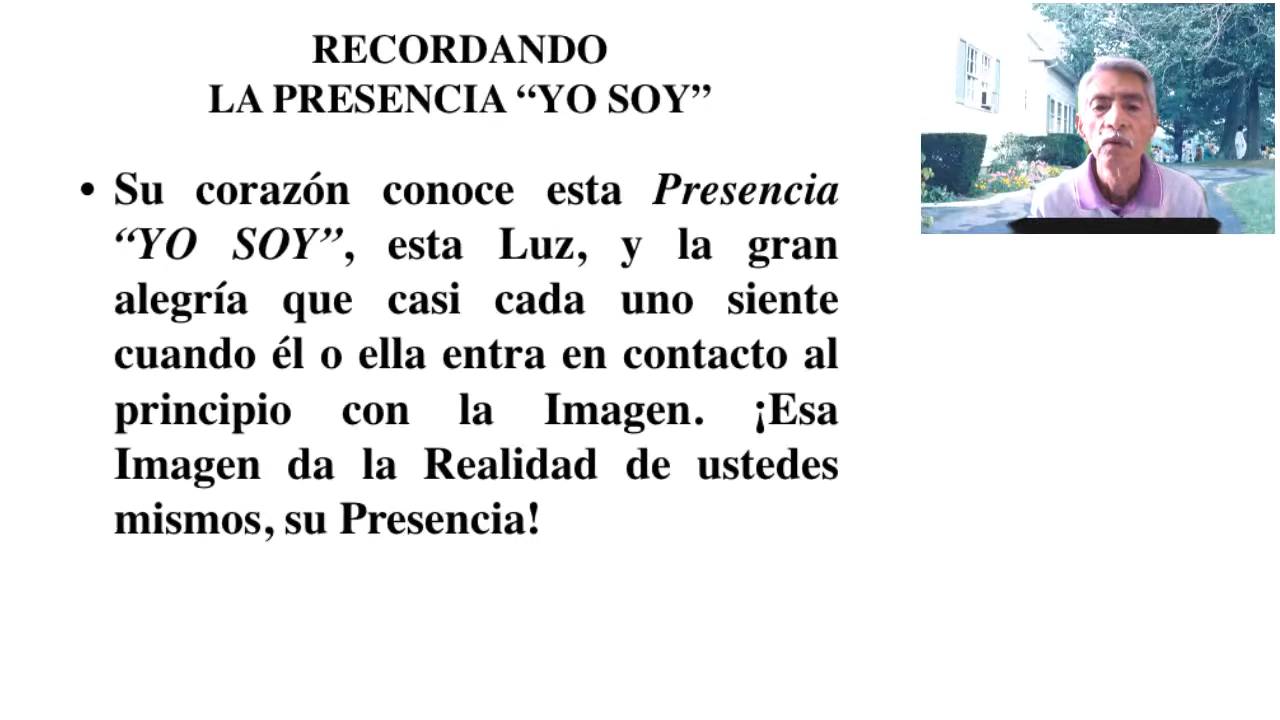 RECORDANDO
LA PRESENCIA “YO SOY”
• Su corazón conoce esta Presencia
“YO SOY”, esta Luz, y la gran
alegría que casi cada uno siente
cuando él o ella entra en contacto al
principio con la Imagen. ¡Esa
Imagen da la Realidad de ustedes
mismos, su Presencia!